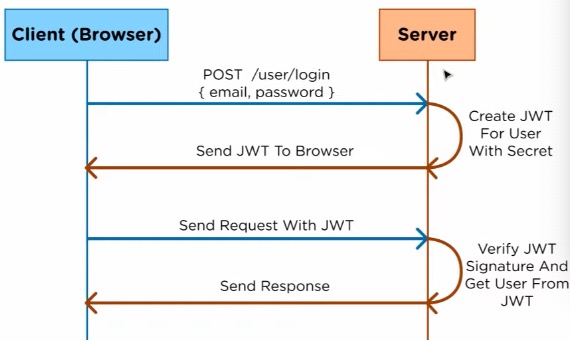 Client (Browser)
Server
POST /user/login
{ email, password }
Create JWT
For User
With Secret
Send JWT To Browser
Send Request With JWT
Verify JWT
Signature And
Get User From
JWT
Send Response